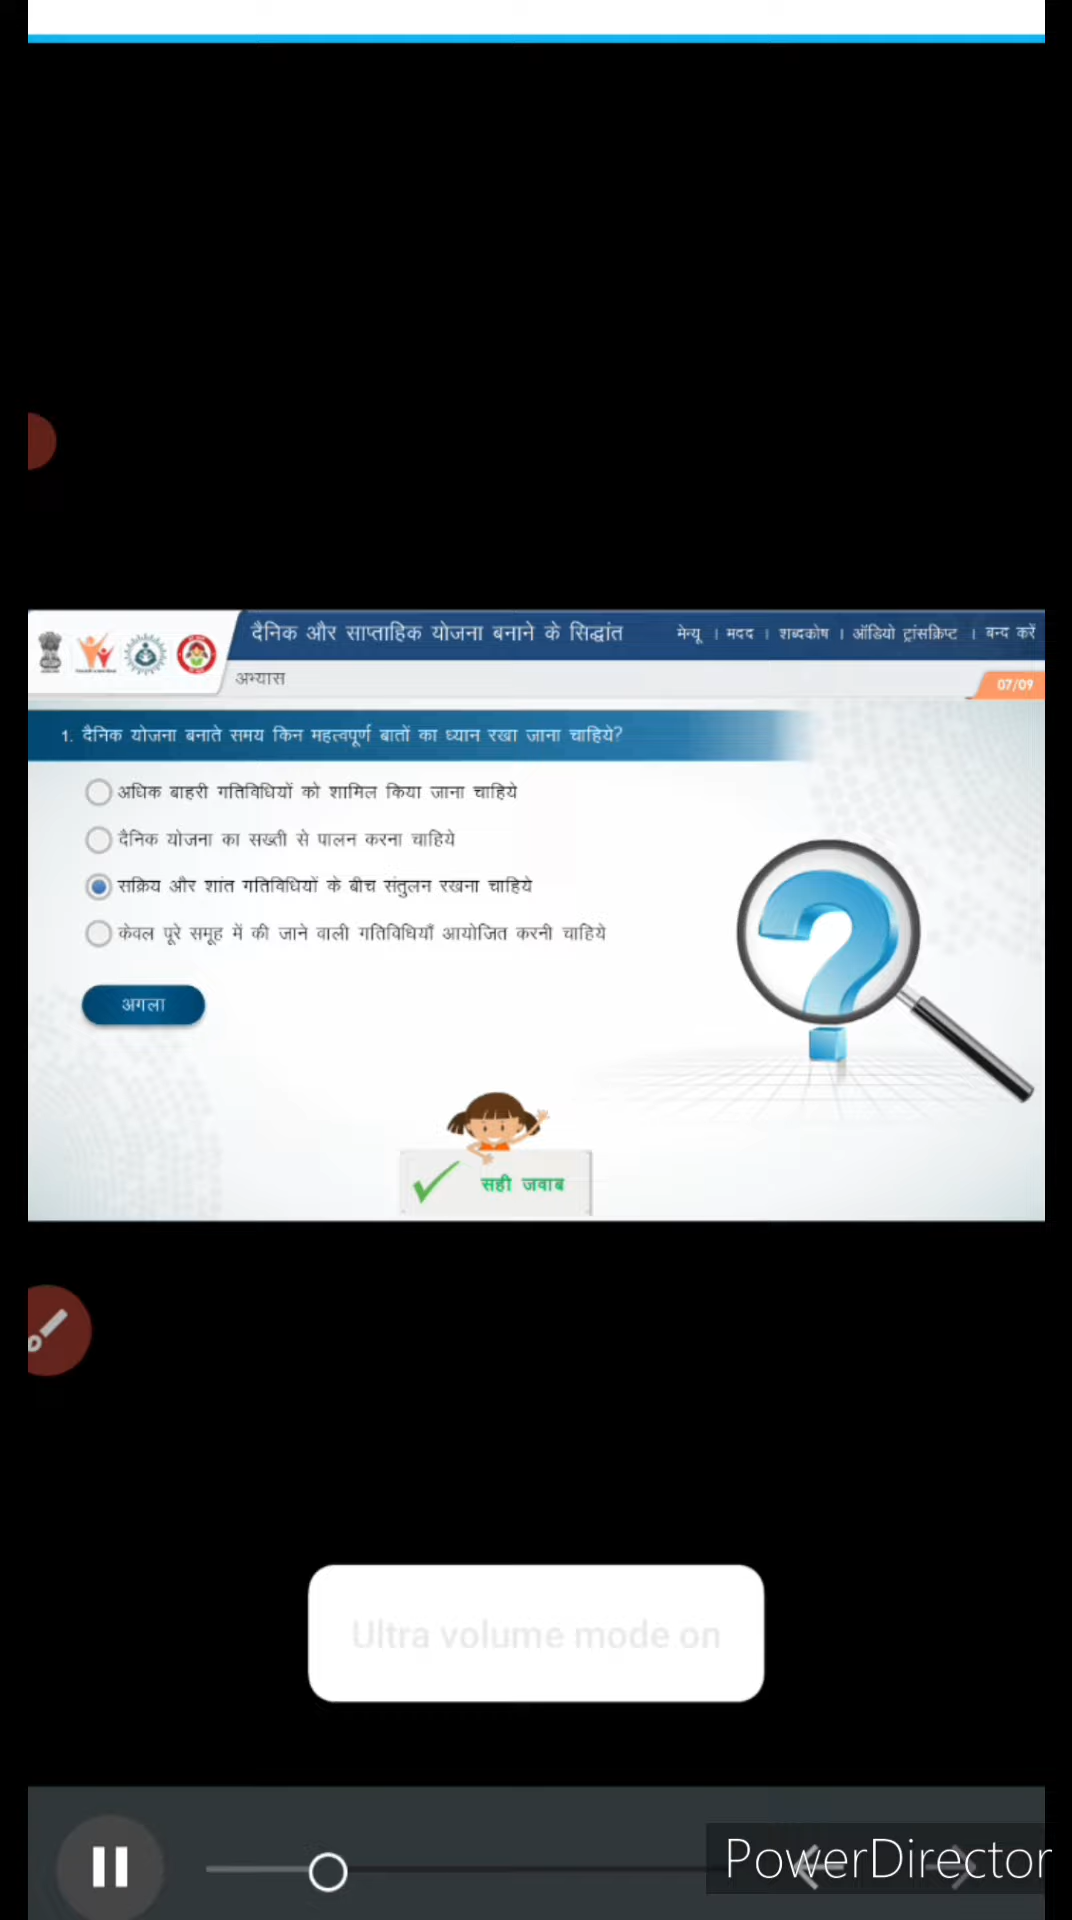 दैनिक और साप्ताहिक योजना बनाने के सिद्धांत
मेन्यू । मदद । शब्दकोष । ऑडियो ट्रांसक्रिप्ट । बन्द करें
अभ्यास
07/09
1. दैनिक योजना बनाते समय किन महत्वपूर्ण बातों का ध्यान रखा जाना चाहिये?
अधिक बाहरी गतिविधियों को शामिल किया जाना चाहिये
दैनिक योजना का सख्ती से पालन करना चाहिये
सक्रिय और शांत गतिविधियों के बीच संतुलन रखना चाहिये
केवल पूरे समूह में की जाने वाली गतिविधियाँ आयोजित करनी चाहिये
अगला
सही जवाब
Ultra volume mode on
PowerDirector